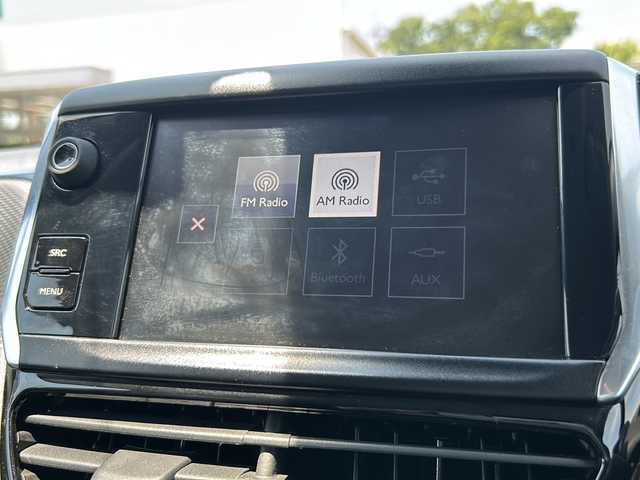 FM Radio
AM Radio
USB
Bluetooth
AUX
SRC
MENU